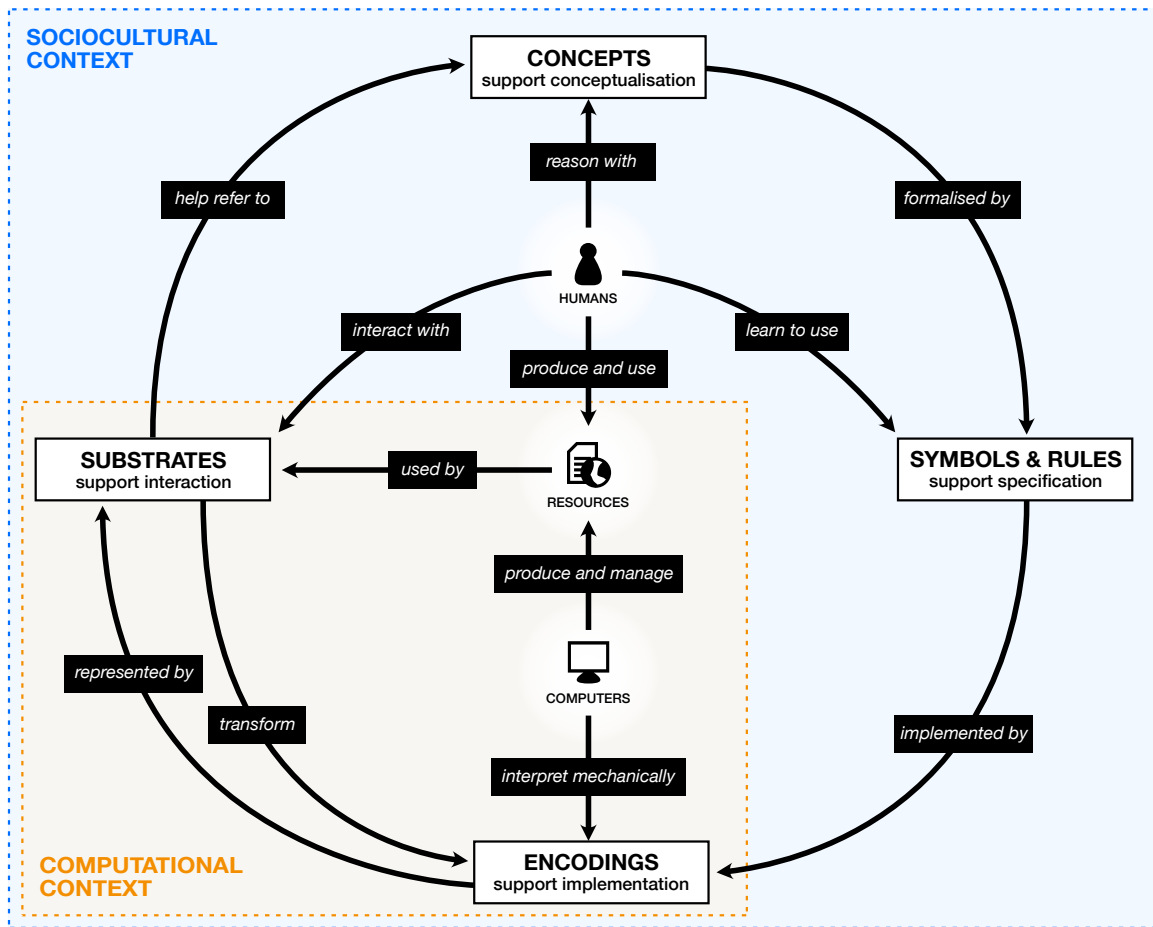 SOCIOCULTURAL
CONTEXT
CONCEPTS
support conceptualisation
reason with
help refer to
formalised by
HUMANS
interact with
learn to use
produce and use
SUBSTRATES
support interaction
used by
RESOURCES
SYMBOLS & RULES
support specification
produce and manage
represented by
COMPUTERS
transform
implemented by
interpret mechanically
COMPUTATIONAL
CONTEXT
ENCODINGS
support implementation